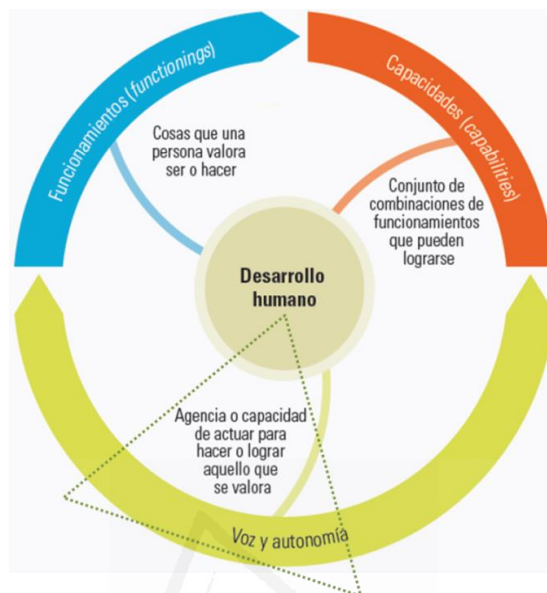 Funcionamientos (functionings)
Cosas que una
persona valora
ser o hacer
Capacidades (capabilities)
Conjunto de
combinaciones de
funcionamientos
que pueden
lograrse
Desarrollo
humano
Agencia o capacidad
de actuar para
hacer o lograr
aquello que
se valora
Voz y autonomía